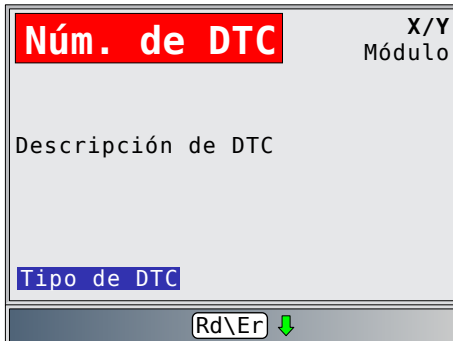 Núm. de DTC
X/Y
Módulo
Descripción de DTC
Tipo de DTC
Rd\Er